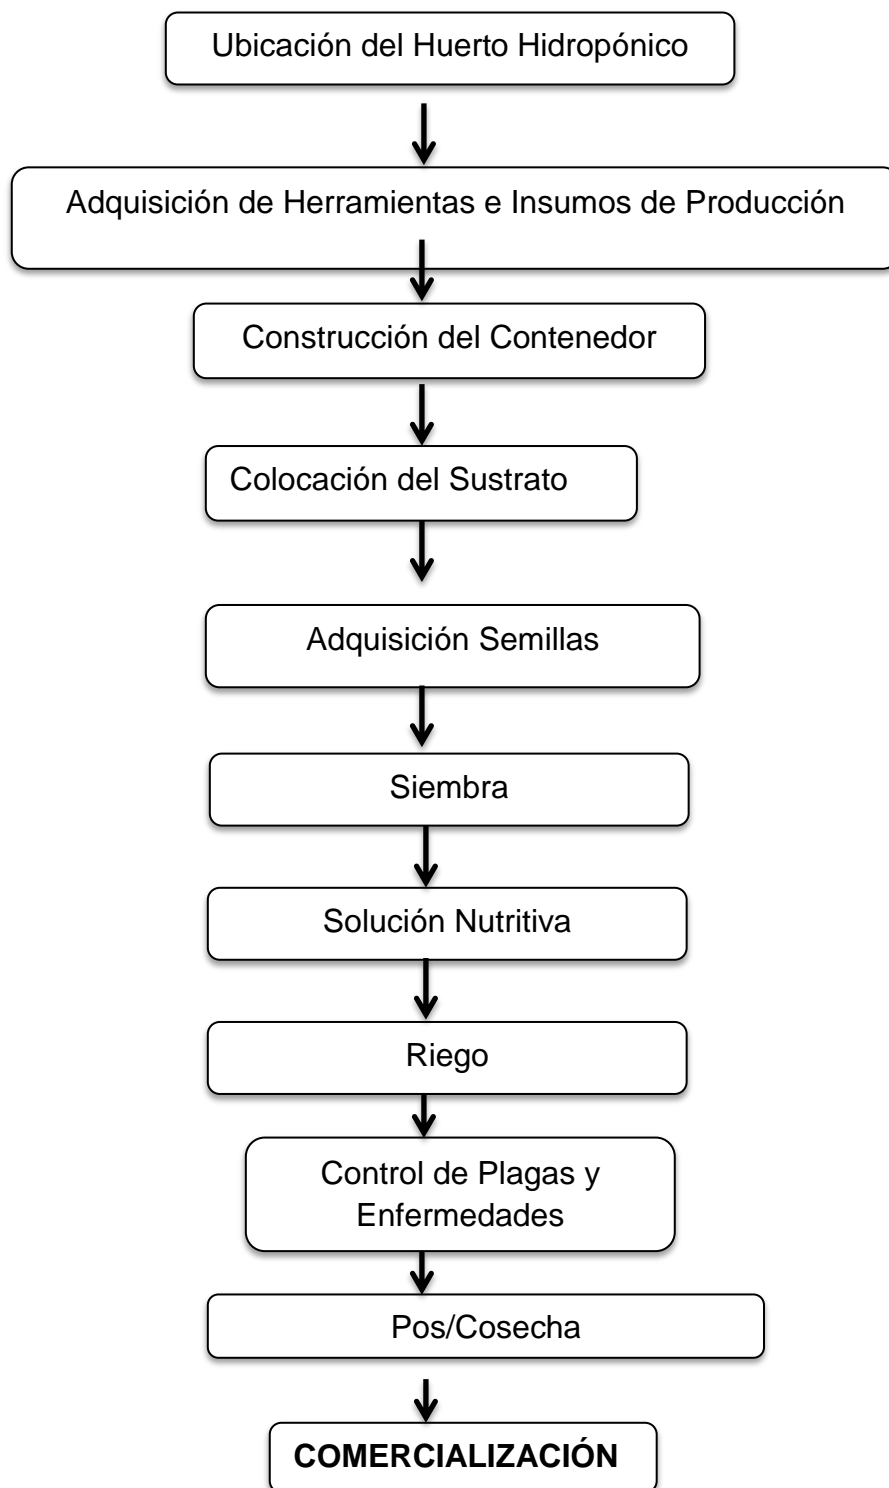 Ubicación del Huerto Hidropónico
Adquisición de Herramientas e Insumos de Producción
Construcción del Contenedor
Colocación del Sustrato
Adquisición Semillas
Siembra
Solución Nutritiva
Riego
Control de Plagas y
Enfermedades
Pos/Cosecha
COMERCIALIZACIÓN